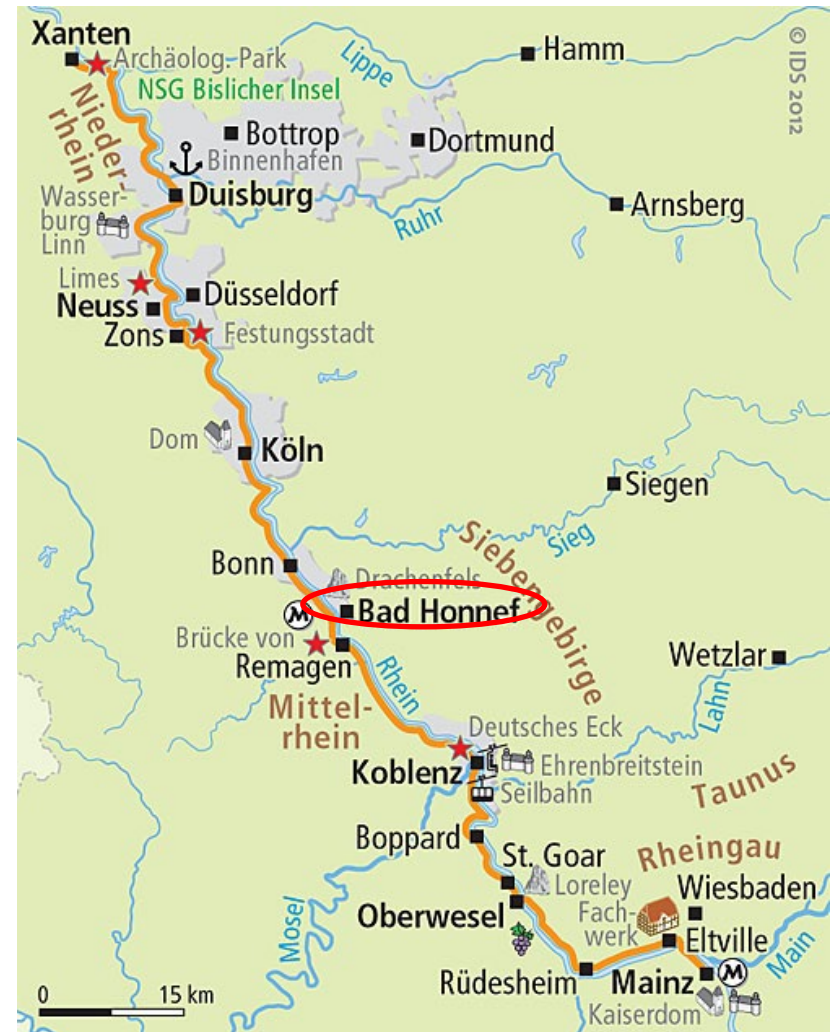 Xanten
Archäolog. Park
Lippe
Hamm
© IDS 2012
NSG Bislicher Insel
Nieder-
rhein
Bottrop
Dortmund
Binnenhafen
Wasser-
burg
Linn
Duisburg
Ruhr
Arnsberg
Limes
Neuss
Düsseldorf
Zons
Festungsstadt
Dom
Köln
Siegen
Sieg
Siebengebirge
Bonn
Drachenfels
M
Bad Honnef
Brücke von
Remagen
Rhein
Wetzlar
Lahn
Mittel-
rhein
Deutsches Eck
Koblenz
Ehrenbreitstein
Seilbahn
Taunus
Boppard
St. Goar
Rheingau
Loreley
Wiesbaden
Mosel
Oberwesel
Fach-
werk
Eltville
Main
Rüdesheim
Mainz
M
Kaiserdom
0 15 km